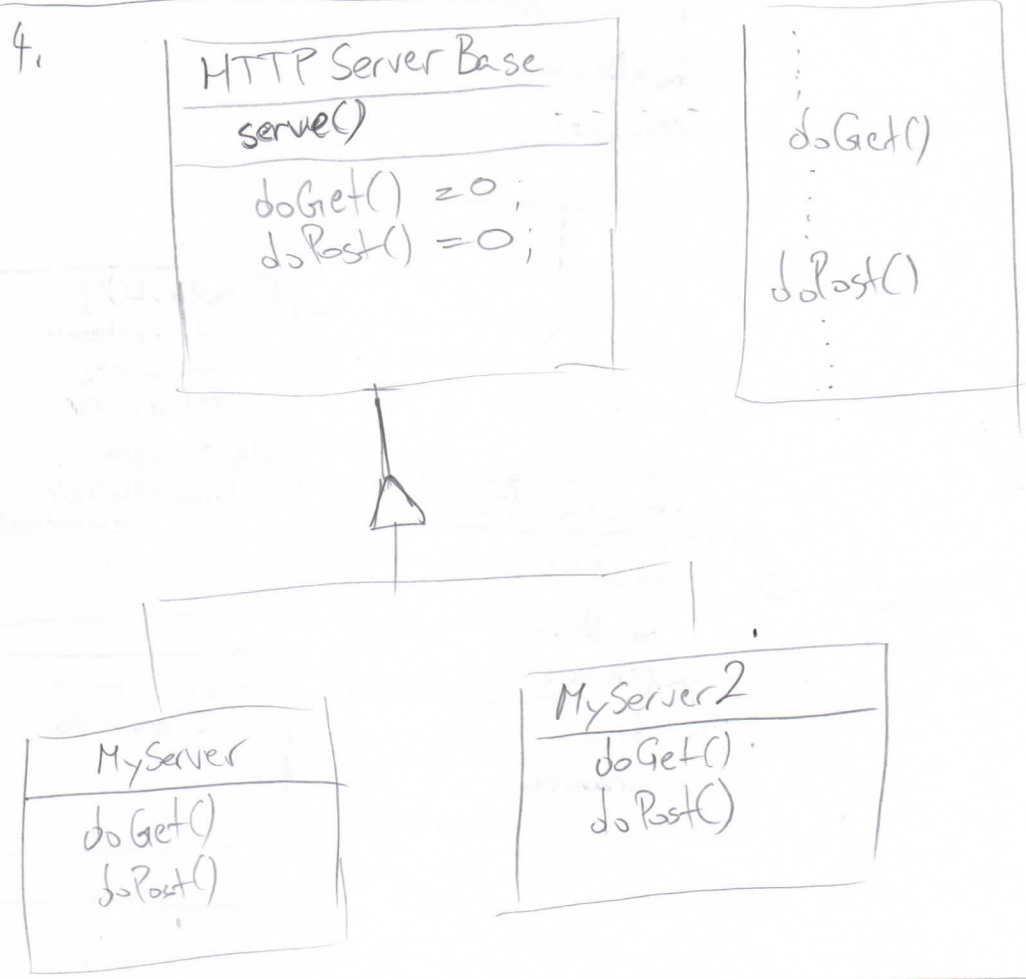 4.
HTTP Server Base
serve()
doGet() = 0 ;
doPost() = 0 ;
doGet()
doPost()
MyServer
doGet()
doPost()
MyServer2
doGet()
doPost()